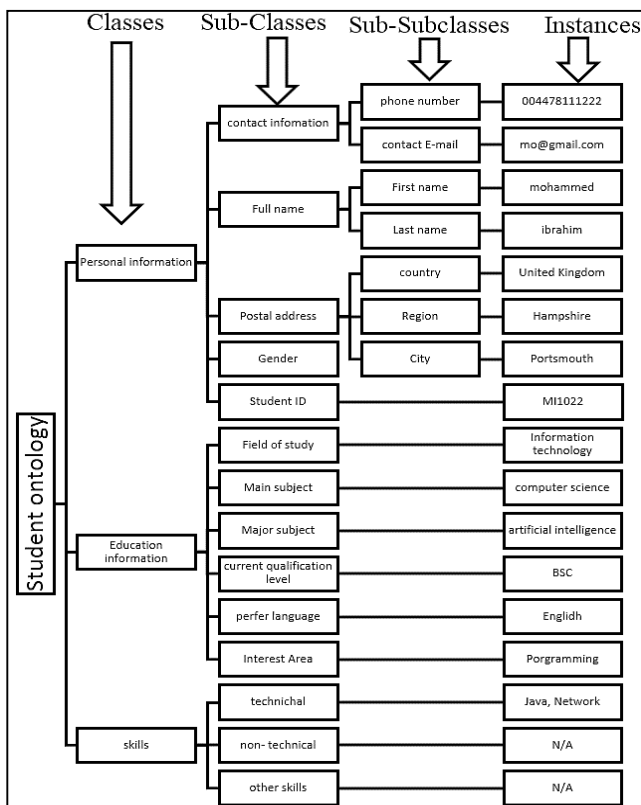 Classes
Sub-Classes
Sub-Subclasses
Instances
phone number
004478111222
contact infomation
contact E-mail
mo@gmail.com
First name
mohammed
Full name
Last name
ibrahim
Personal information
country
United Kingdom
Postal address
Region
Hampshire
Gender
City
Portsmouth
Student ID
MI1022
Student ontology
Field of study
Information
technology
Main subject
computer science
Major subject
artificial intelligence
Education
information
current qualification
level
BSC
perfer language
Englidh
Interest Area
Porgramming
technichal
Java, Network
skills
non- technical
N/A
other skills
N/A